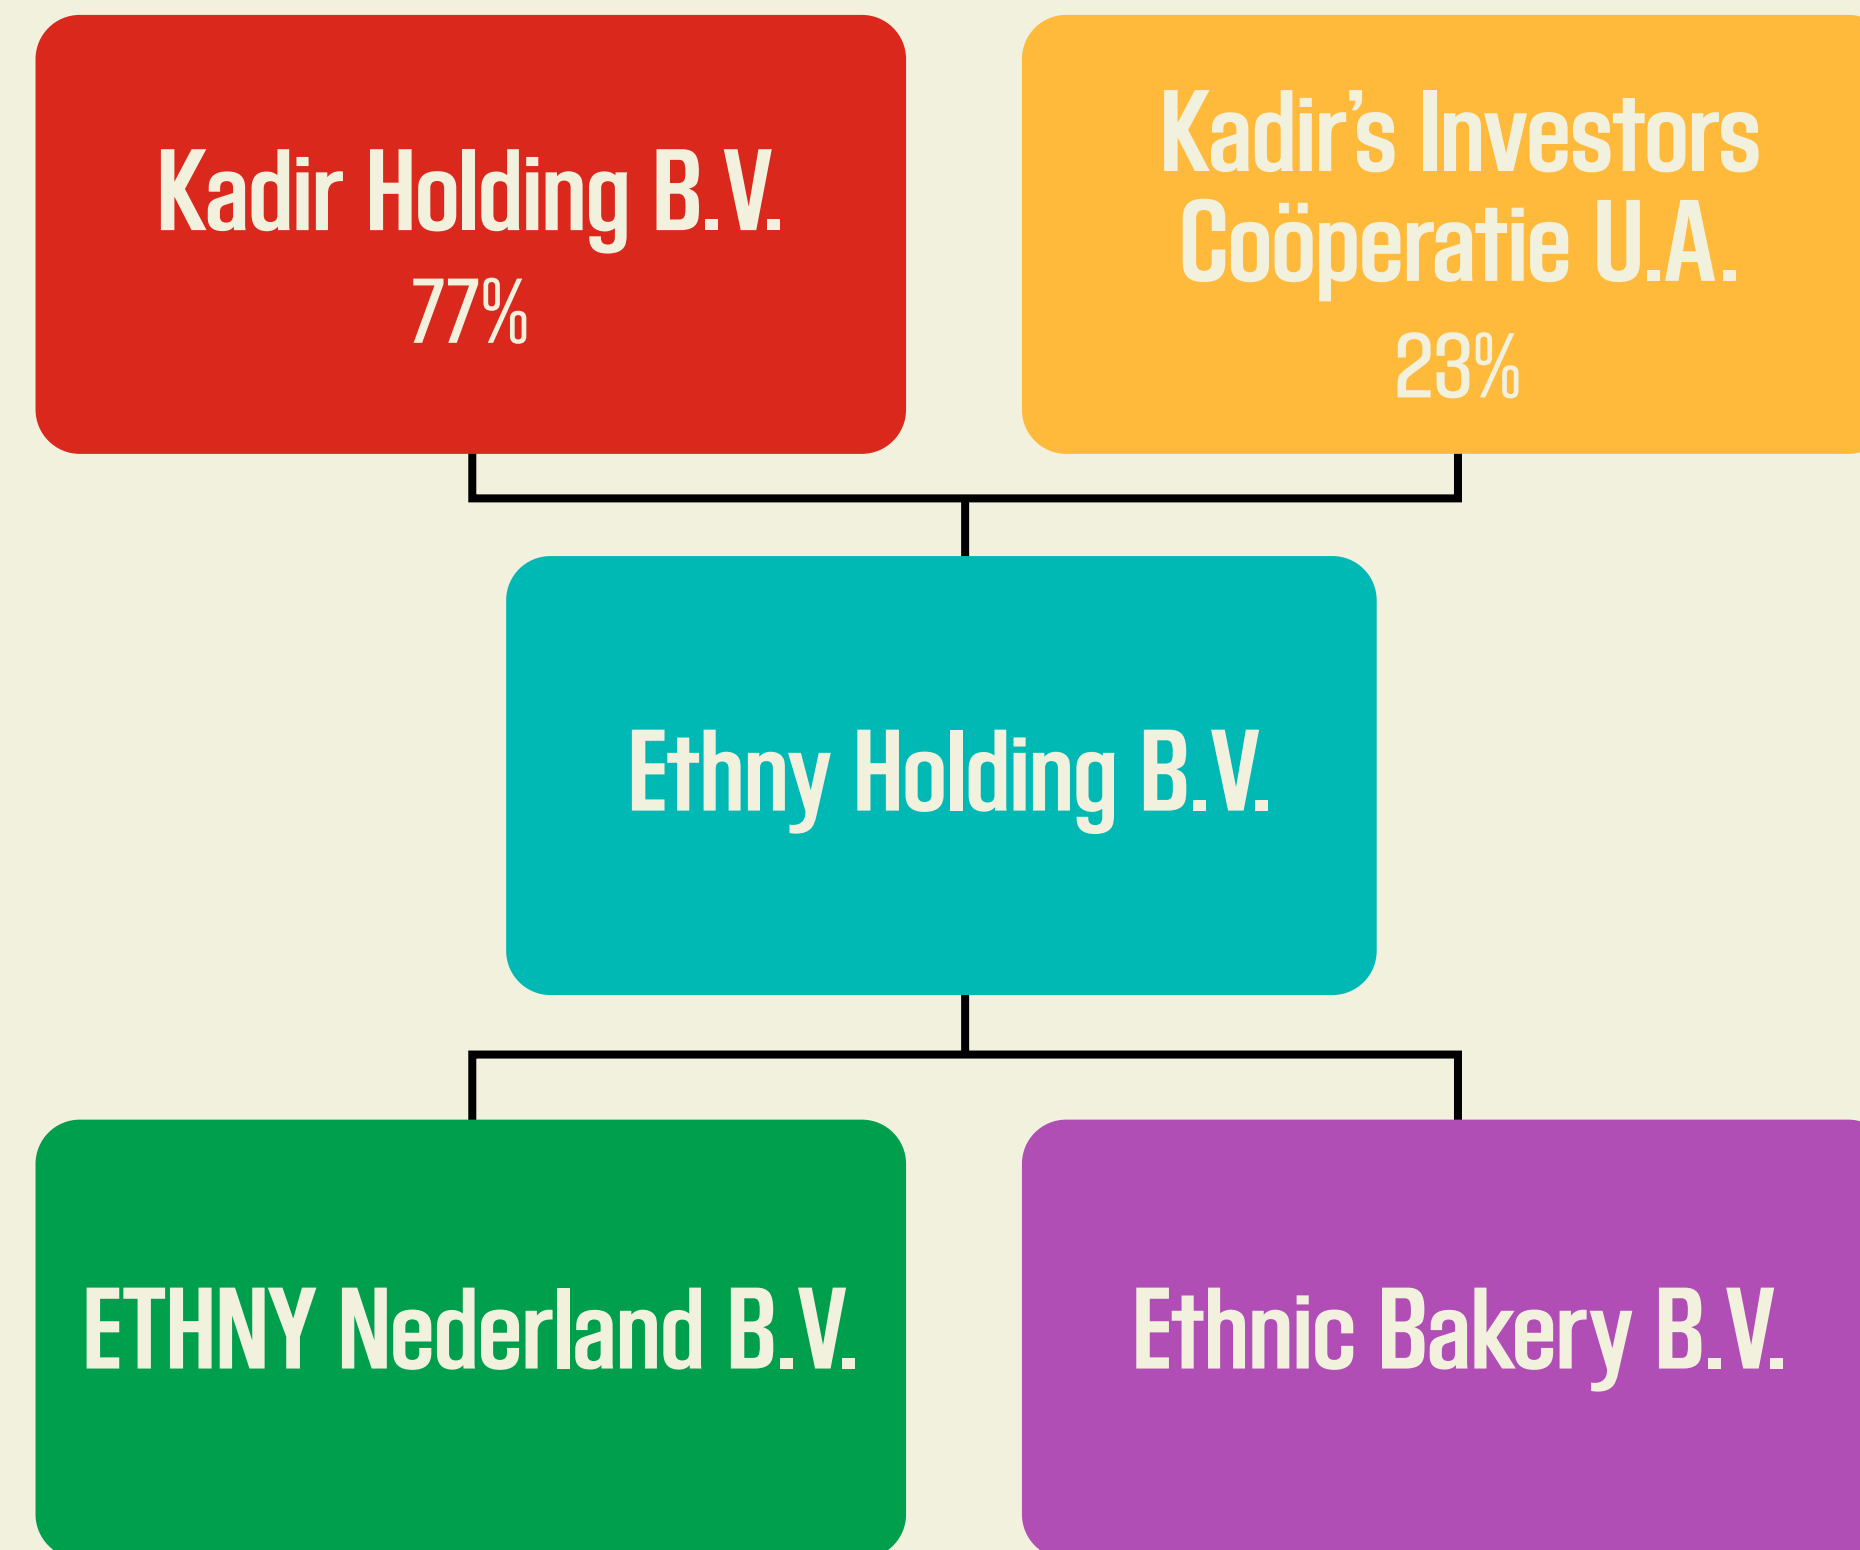 Kadir Holding B.V.
77%
Kadir’s Investors
Coöperatie U.A.
23%
Ethny Holding B.V.
ETHNY Nederland B.V.
Ethnic Bakery B.V.